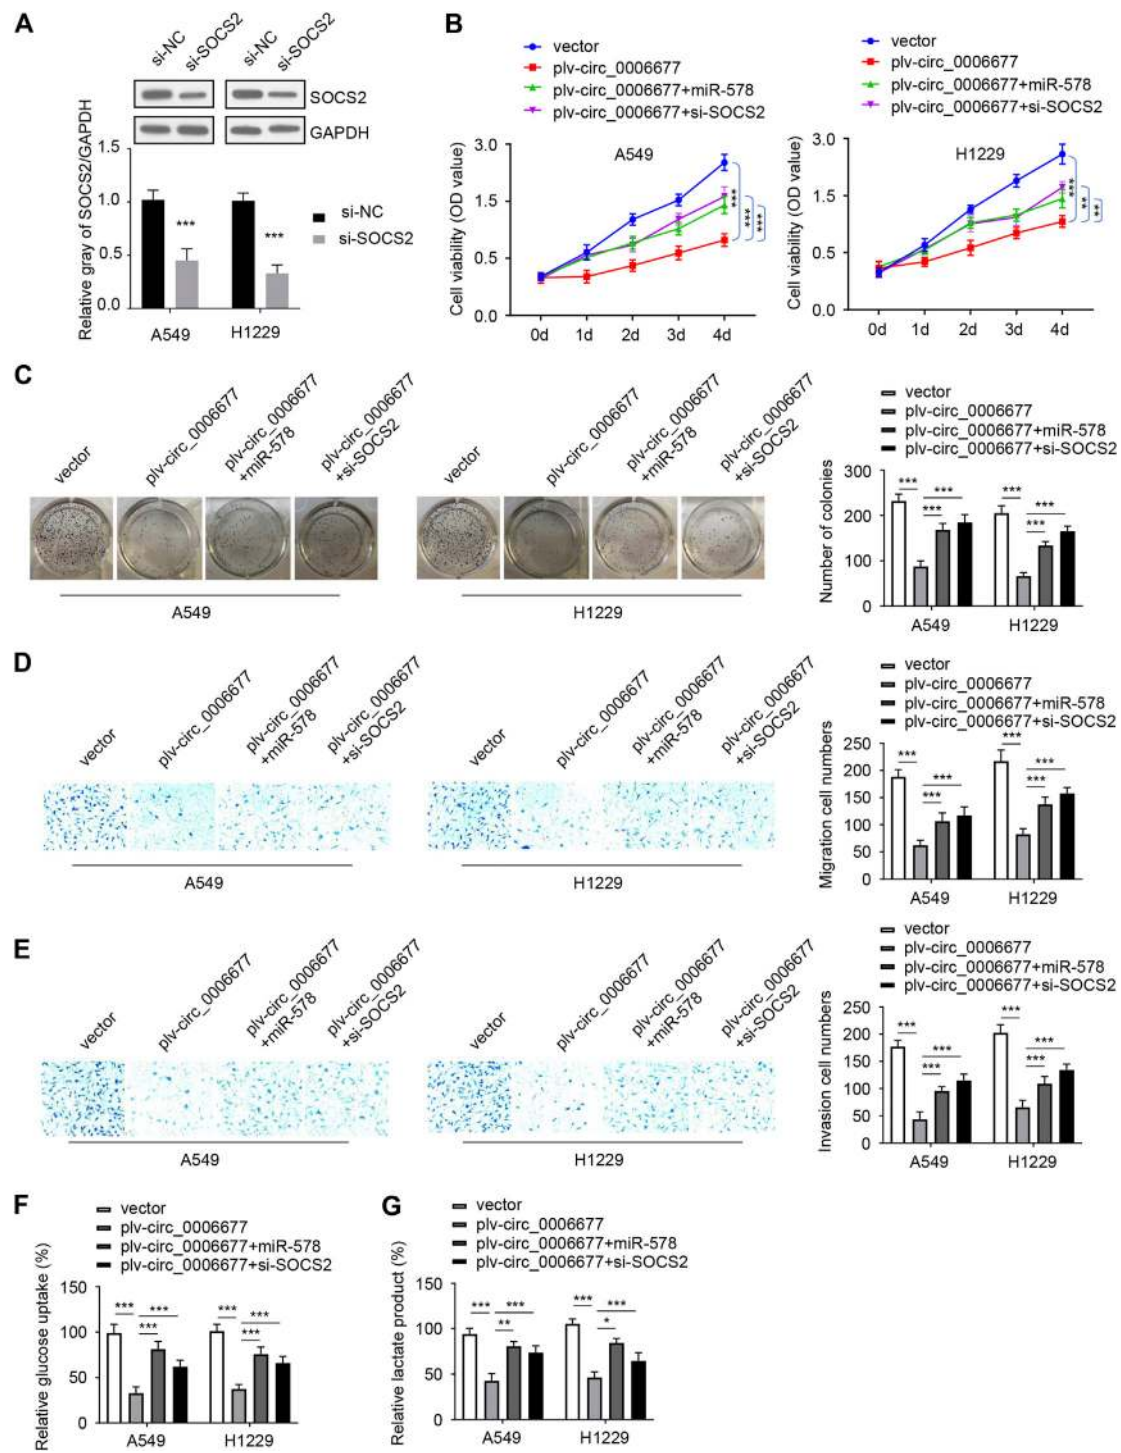 A
si-NC
si-SOCS2
si-NC
si-SOCS2
SOCS2
GAPDH
Relative gray of SOCS2/GAPDH
1.5
1.0
0.5
0.0
***
***
si-NC
si-SOCS2
A549
H1229
B
vector
plv-circ_0006677
plv-circ_0006677+miR-578
plv-circ_0006677+si-SOCS2
A549
Cell viability (OD value)
3.0
1.5
0.5
0.0
0d 1d 2d 3d 4d
***
***
***
vector
plv-circ_0006677
plv-circ_0006677+miR-578
plv-circ_0006677+si-SOCS2
H1229
Cell viability (OD value)
3.0
1.5
0.5
0.0
0d 1d 2d 3d 4d
***
**
**
C
vector
plv-circ_0006677
plv-circ_0006677
+miR-578
plv-circ_0006677
+si-SOCS2
A549
vector
plv-circ_0006677
plv-circ_0006677
+miR-578
plv-circ_0006677
+si-SOCS2
H1229
vector
plv-circ_0006677
plv-circ_0006677+miR-578
plv-circ_0006677+si-SOCS2
Number of colonies
300
200
100
0
*** *** ***
*** *** ***
A549 H1229
D
vector
plv-circ_0006677
plv-circ_0006677
+miR-578
plv-circ_0006677
+si-SOCS2
A549
vector
plv-circ_0006677
plv-circ_0006677
+miR-578
plv-circ_0006677
+si-SOCS2
H1229
vector
plv-circ_0006677
plv-circ_0006677+miR-578
plv-circ_0006677+si-SOCS2
Migration cell numbers
250
200
150
100
50
0
*** *** ***
*** *** ***
A549 H1229
E
vector
plv-circ_0006677
plv-circ_0006677
+miR-578
plv-circ_0006677
+si-SOCS2
A549
vector
plv-circ_0006677
plv-circ_0006677
+miR-578
plv-circ_0006677
+si-SOCS2
H1229
vector
plv-circ_0006677
plv-circ_0006677+miR-578
plv-circ_0006677+si-SOCS2
Invasion cell numbers
250
200
150
100
50
0
*** *** ***
*** *** ***
A549 H1229
F
vector
plv-circ_0006677
plv-circ_0006677+miR-578
plv-circ_0006677+si-SOCS2
Relative glucose uptake (%)
150
100
50
0
*** *** ***
*** *** ***
A549 H1229
G
vector
plv-circ_0006677
plv-circ_0006677+miR-578
plv-circ_0006677+si-SOCS2
Relative lactate product (%)
150
100
50
0
*** ** ***
*** * ***
A549 H1229